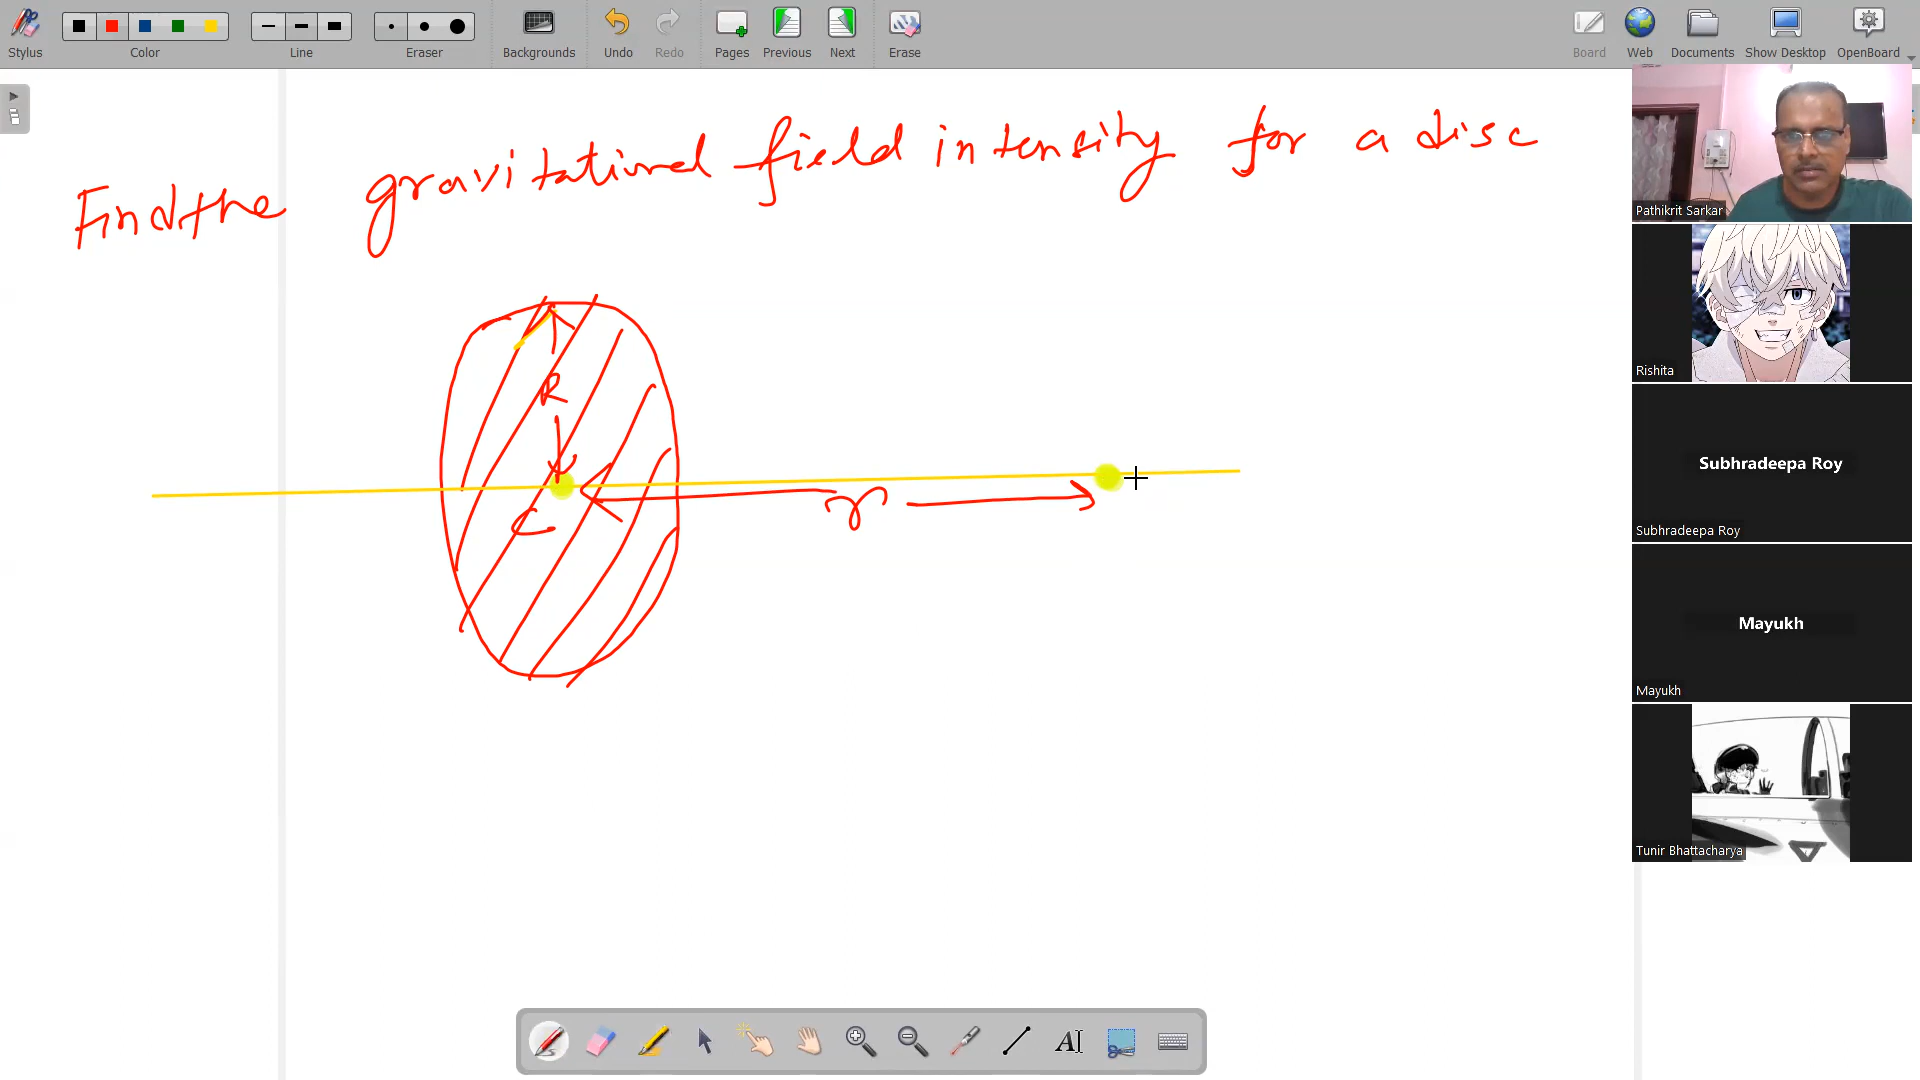 Stylus
Color
Line
Eraser
Backgrounds
Undo
Redo
Pages
Previous
Next
Erase
Board
Web
Documents
Show Desktop
OpenBoard
Find the gravitational field intensity for a disc
R
C
r
Pathikrit Sarkar
Rishita
Subhradeepa Roy
Subhradeepa Roy
Mayukh
Mayukh
Tunir Bhattacharya